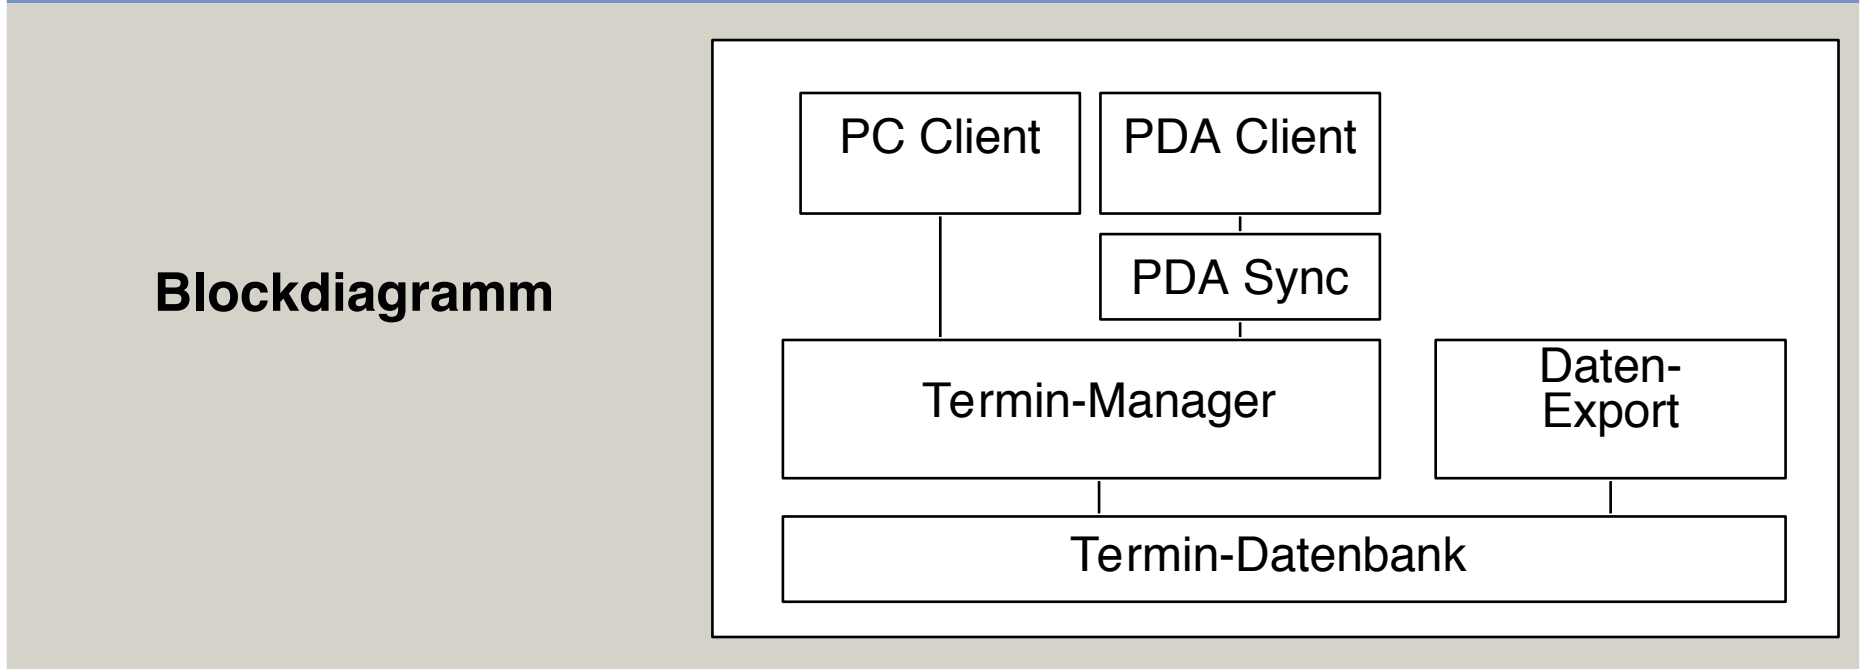 Blockdiagramm
PC Client
PDA Client
PDA Sync
Termin-Manager
Daten-
Export
Termin-Datenbank